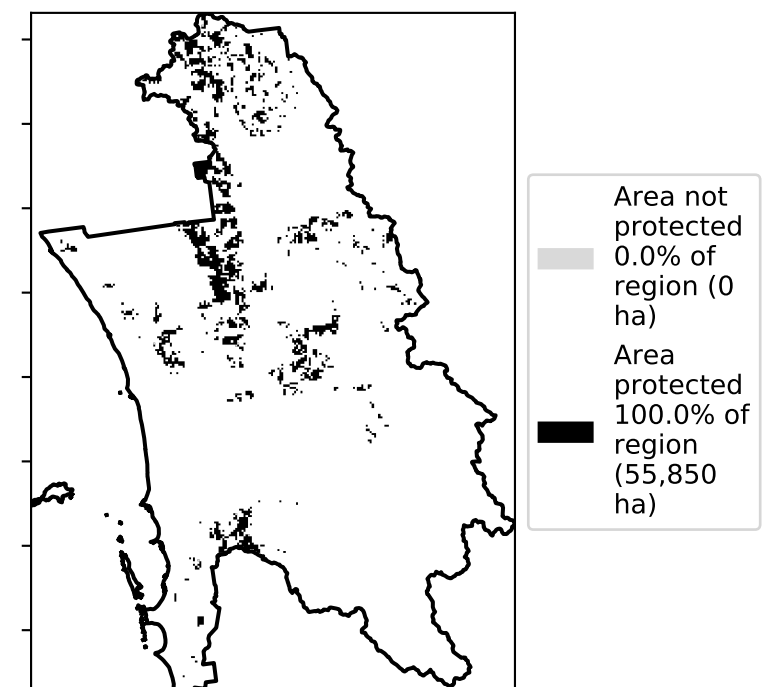 Area not
protected
0.0% of
region (0
ha)
Area
protected
100.0% of
region
(55,850
ha)